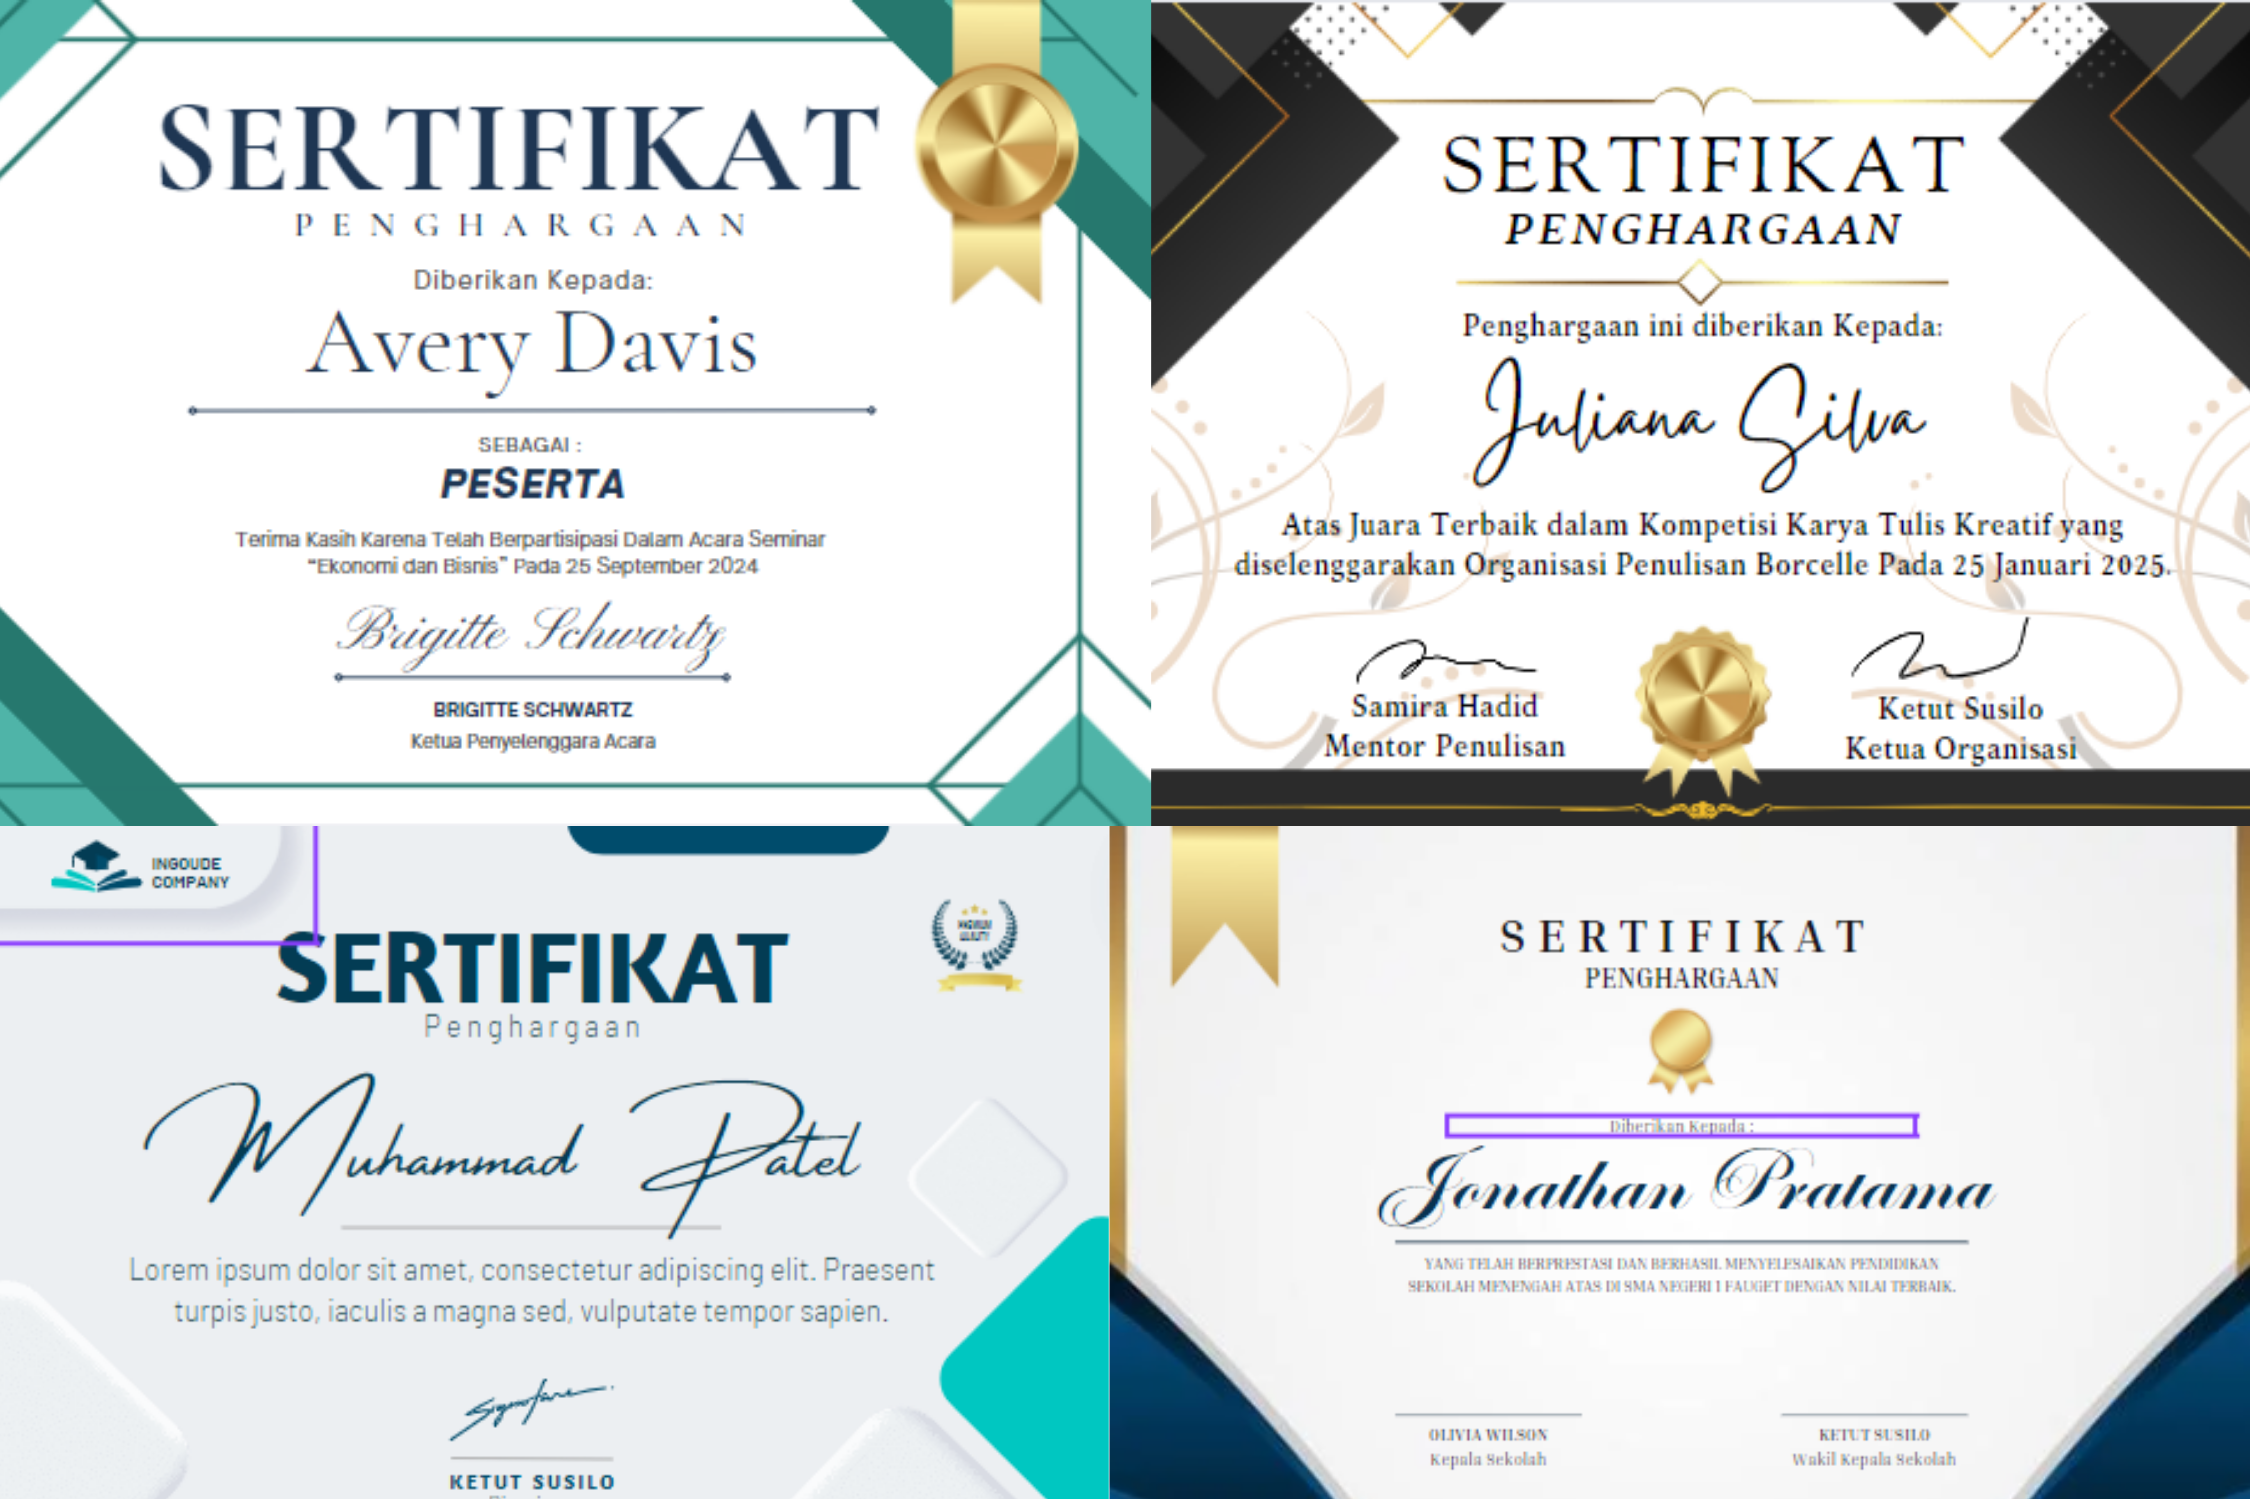 SERTIFIKAT
PENGHARGAAN
Diberikan Kepada:
Avery Davis
SEBAGAI :
PESERTA
Terima Kasih Karena Telah Berpartisipasi Dalam Acara Seminar
“Ekonomi dan Bisnis” Pada 25 September 2024
Brigitte Schwartz
BRIGITTE SCHWARTZ
Ketua Penyelenggara Acara
SERTIFIKAT
PENGHARGAAN
Penghargaan ini diberikan Kepada:
Juliana Silva
Atas Juara Terbaik dalam Kompetisi Karya Tulis Kreatif yang
diselenggarakan Organisasi Penulisan Borcelle Pada 25 Januari 2025.
Samira Hadid
Mentor Penulisan
Ketut Susilo
Ketua Organisasi
INGOUDE
COMPANY
PREMIUM
QUALITY
SERTIFIKAT
Penghargaan
Muhammad Patel
Lorem ipsum dolor sit amet, consectetur adipiscing elit. Praesent
turpis justo, iaculis a magna sed, vulputate tempor sapien.
Signature
KETUT SUSILO
SERTIFIKAT
PENGHARGAAN
Diberikan Kepada :
Jonathan Pratama
YANG TELAH BERPRESTASI DAN BERHASIL MENYELESAIKAN PENDIDIKAN
SEKOLAH MENENGAH ATAS DI SMA NEGERI 1 FAUGET DENGAN NILAI TERBAIK.
OLIVIA WILSON
Kepala Sekolah
KETUT SUSILO
Wakil Kepala Sekolah